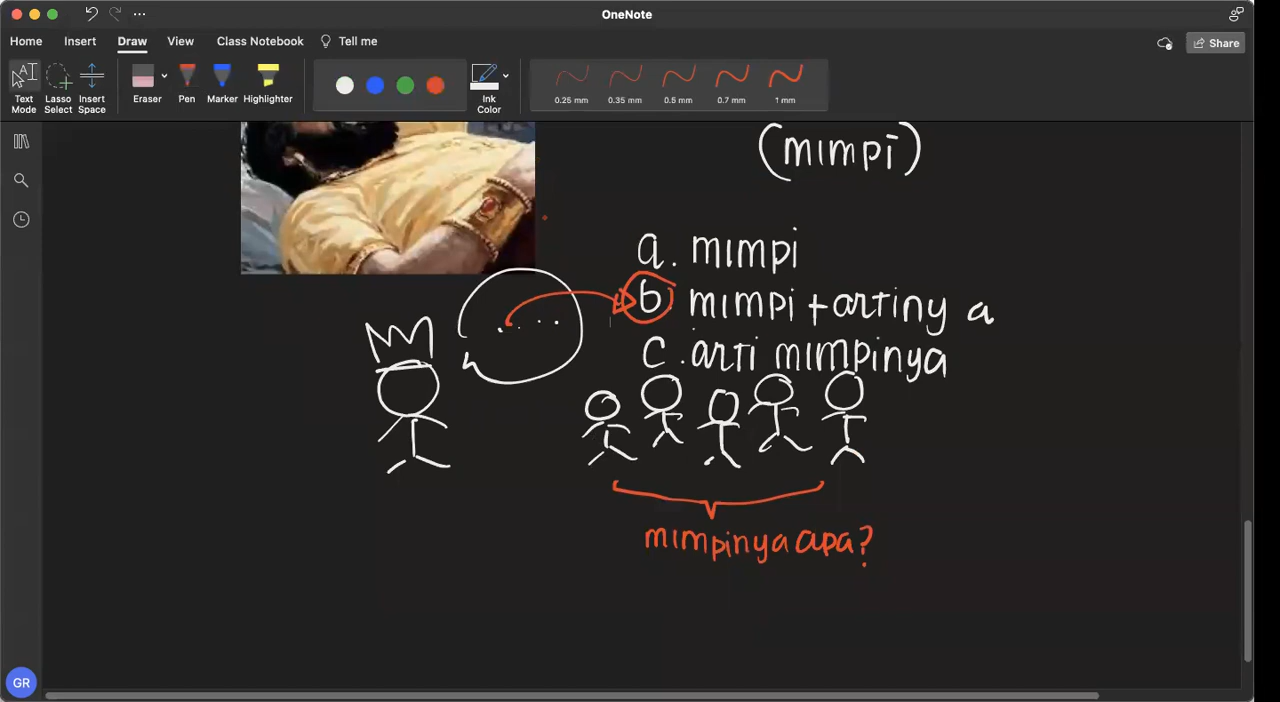 OneNote
Home Insert Draw View Class Notebook Tell me
Share
Text Mode
Lasso Select
Insert Space
Eraser
Pen
Marker
Highlighter
Ink Color
0.25 mm
0.35 mm
0.5 mm
0.7 mm
1 mm
(mimpi)
a. mimpi
b. mimpi + artinya
c. arti mimpinya
mimpinya apa?
GR